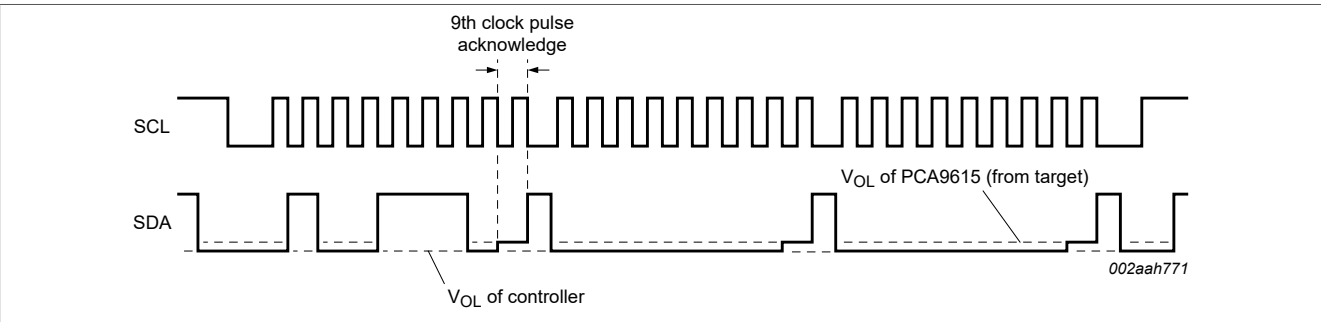 9th clock pulse
acknowledge
SCL
VOL of PCA9615 (from target)
SDA
002aah771
VOL of controller